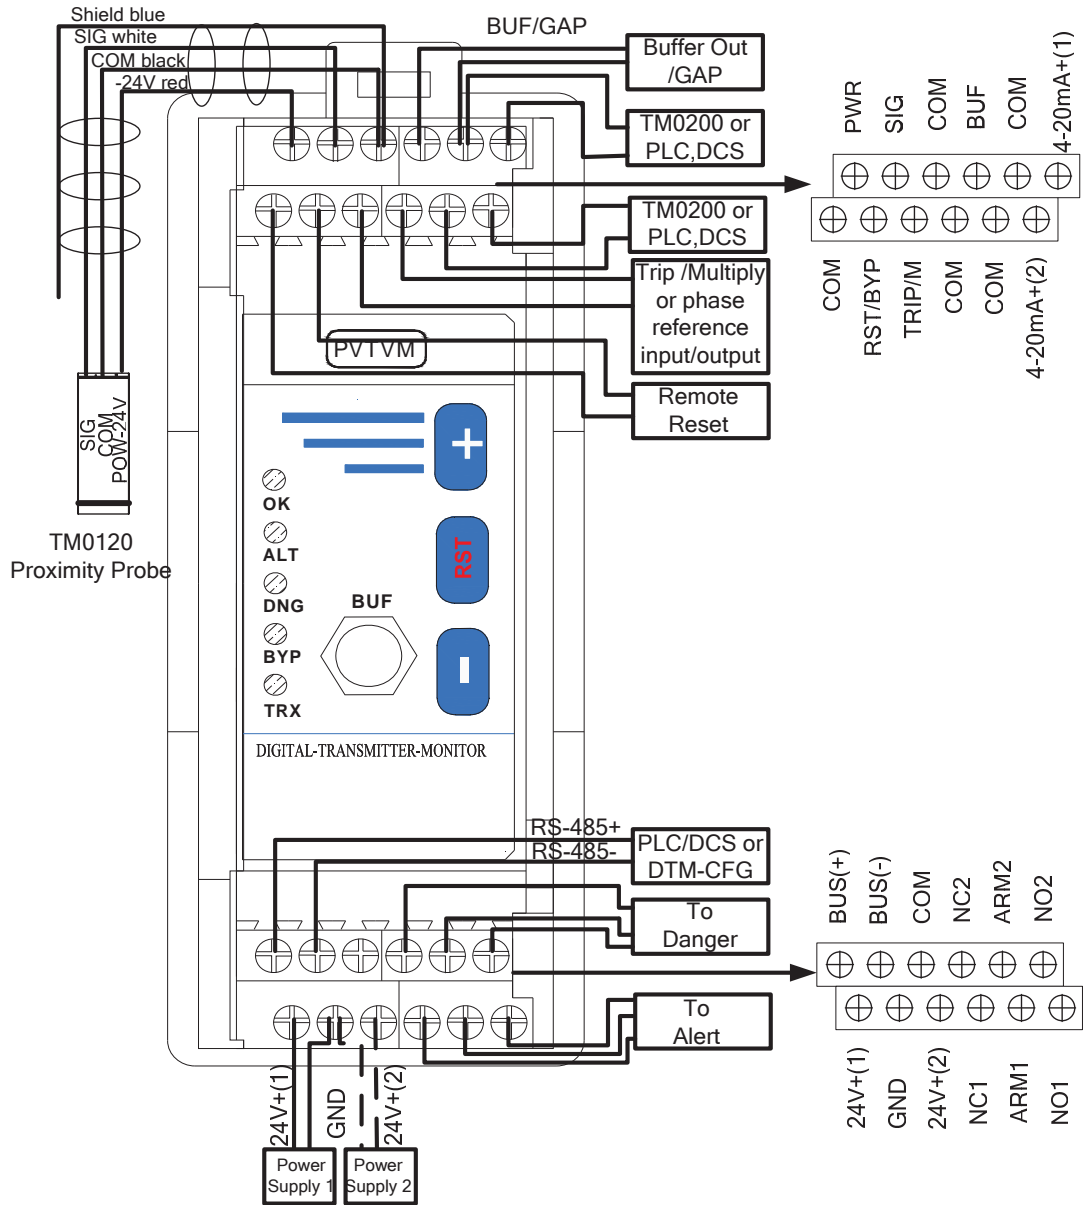 Shield blue
SIG white
COM black
-24V red
BUF/GAP
Buffer Out
/GAP
TM0200 or
PLC,DCS
TM0200 or
PLC,DCS
Trip /Multiply
or phase
reference
input/output
Remote
Reset
PWR
SIG
COM
BUF
COM
4-20mA+(1)
COM
RST/BYP
TRIP/M
COM
COM
4-20mA+(2)
SIG
COM
POW-24V
TM0120
Proximity Probe
PVTVM
+
RST
-
OK
ALT
DNG
BYP
TRX
BUF
DIGITAL-TRANSMITTER-MONITOR
RS-485+
RS-485-
PLC/DCS or
DTM-CFG
To
Danger
To
Alert
BUS(+)
BUS(-)
COM
NC2
ARM2
NO2
24V+(1)
GND
24V+(2)
NC1
ARM1
NO1
24V+(1)
GND
24V+(2)
Power
Supply 1
Power
Supply 2